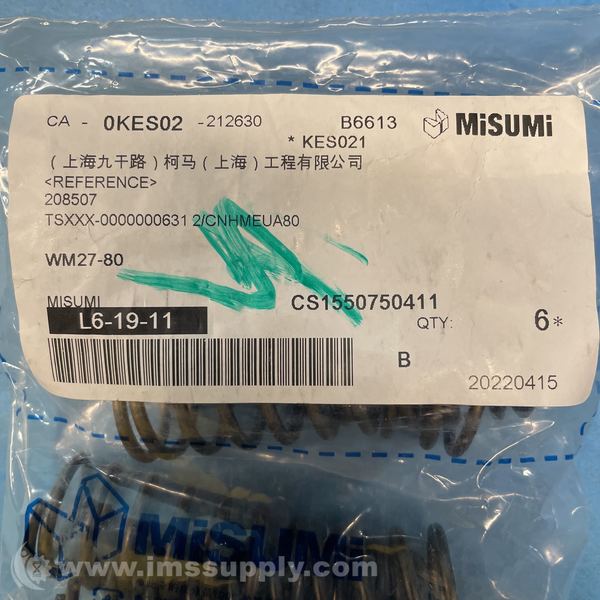 CA - 0KES02 -212630 B6613 MiSUMi
* KES021
(上海九干路)柯马(上海)工程有限公司
<REFERENCE>
208507
TSXXX-0000000631 2/CNHMEUA80
WM27-80
MISUMI CS1550750411
L6-19-11 QTY: 6*
B 20220415
MiSUMi
www.imssupply.com